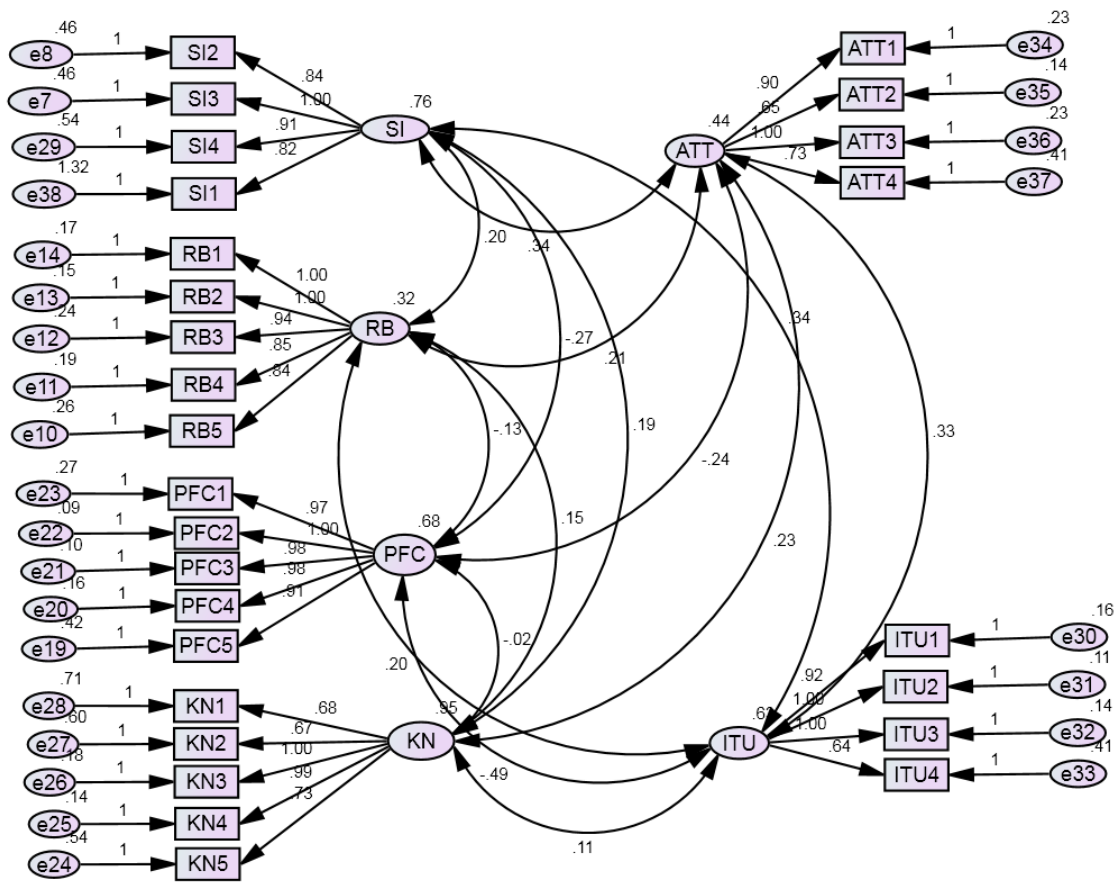 .46
e8 1 SI2
.46
e7 1 SI3
.54
e29 1 SI4
1.32
e38 1 SI1
.84
1.00
.91
.82
.76
SI
.17
e14 1 RB1
.15
e13 1 RB2
.24
e12 1 RB3
.19
e11 1 RB4
.26
e10 1 RB5
1.00
1.00
.94
.85
.84
.32
RB
.27
e23 1 PFC1
.09
e22 1 PFC2
.10
e21 1 PFC3
.16
e20 1 PFC4
.42
e19 1 PFC5
.97
1.00
.98
.98
.91
.68
PFC
.71
e28 1 KN1
.60
e27 1 KN2
.18
e26 1 KN3
.14
e25 1 KN4
.54
e24 1 KN5
.68
.67
1.00
.99
.73
.95
KN
.44
ATT
.90
.65
1.00
.73
.23
ATT1 1 e34
.14
ATT2 1 e35
.23
ATT3 1 e36
.41
ATT4 1 e37
.20
.34
-.27
.21
.34
-.13
.19
-.24
.33
.15
.23
-.02
.20
-.49
.11
ITU
.92
1.00
1.00
.64
.16
ITU1 1 e30
.11
ITU2 1 e31
.14
ITU3 1 e32
.41
ITU4 1 e33